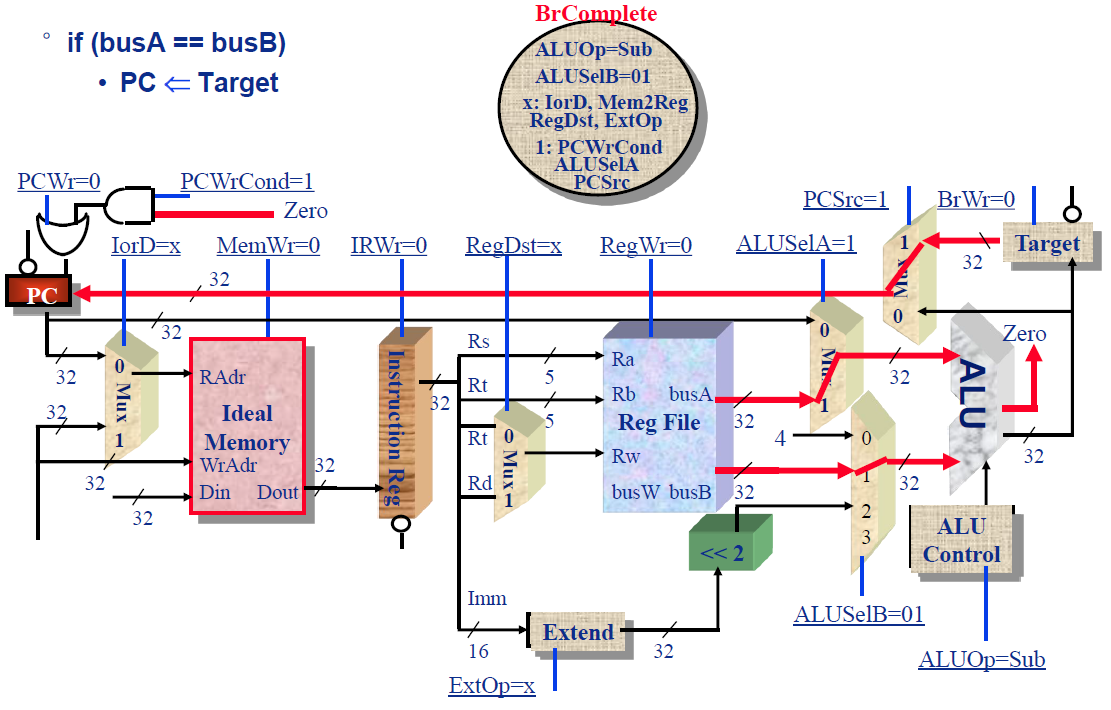 BrComplete
° if (busA == busB)
• PC ⇐ Target
ALUOp=Sub
ALUSelB=01
x: IorD, Mem2Reg
RegDst, ExtOp
1: PCWrCond
ALUSelA
PCSrc
PCWr=0
PCWrCond=1
Zero
PCSrc=1
BrWr=0
IorD=x
MemWr=0
IRWr=0
RegDst=x
RegWr=0
ALUSelA=1
1
Mux
0
32
Target
PC
32
32
32
32
32
32
0
Mux
1
RAdr
Ideal
Memory
WrAdr
Din
Dout
32
Instruction Reg
32
Rs
Rt
Rt
Rd
5
5
0
Mux
1
Ra
Rb
busA
Reg File
Rw
busW
busB
32
32
0
Mux
1
32
4
0
1
2
3
32
ALU
Zero
32
<< 2
ALU
Control
Imm
16
Extend
32
ExtOp=x
ALUSelB=01
ALUOp=Sub